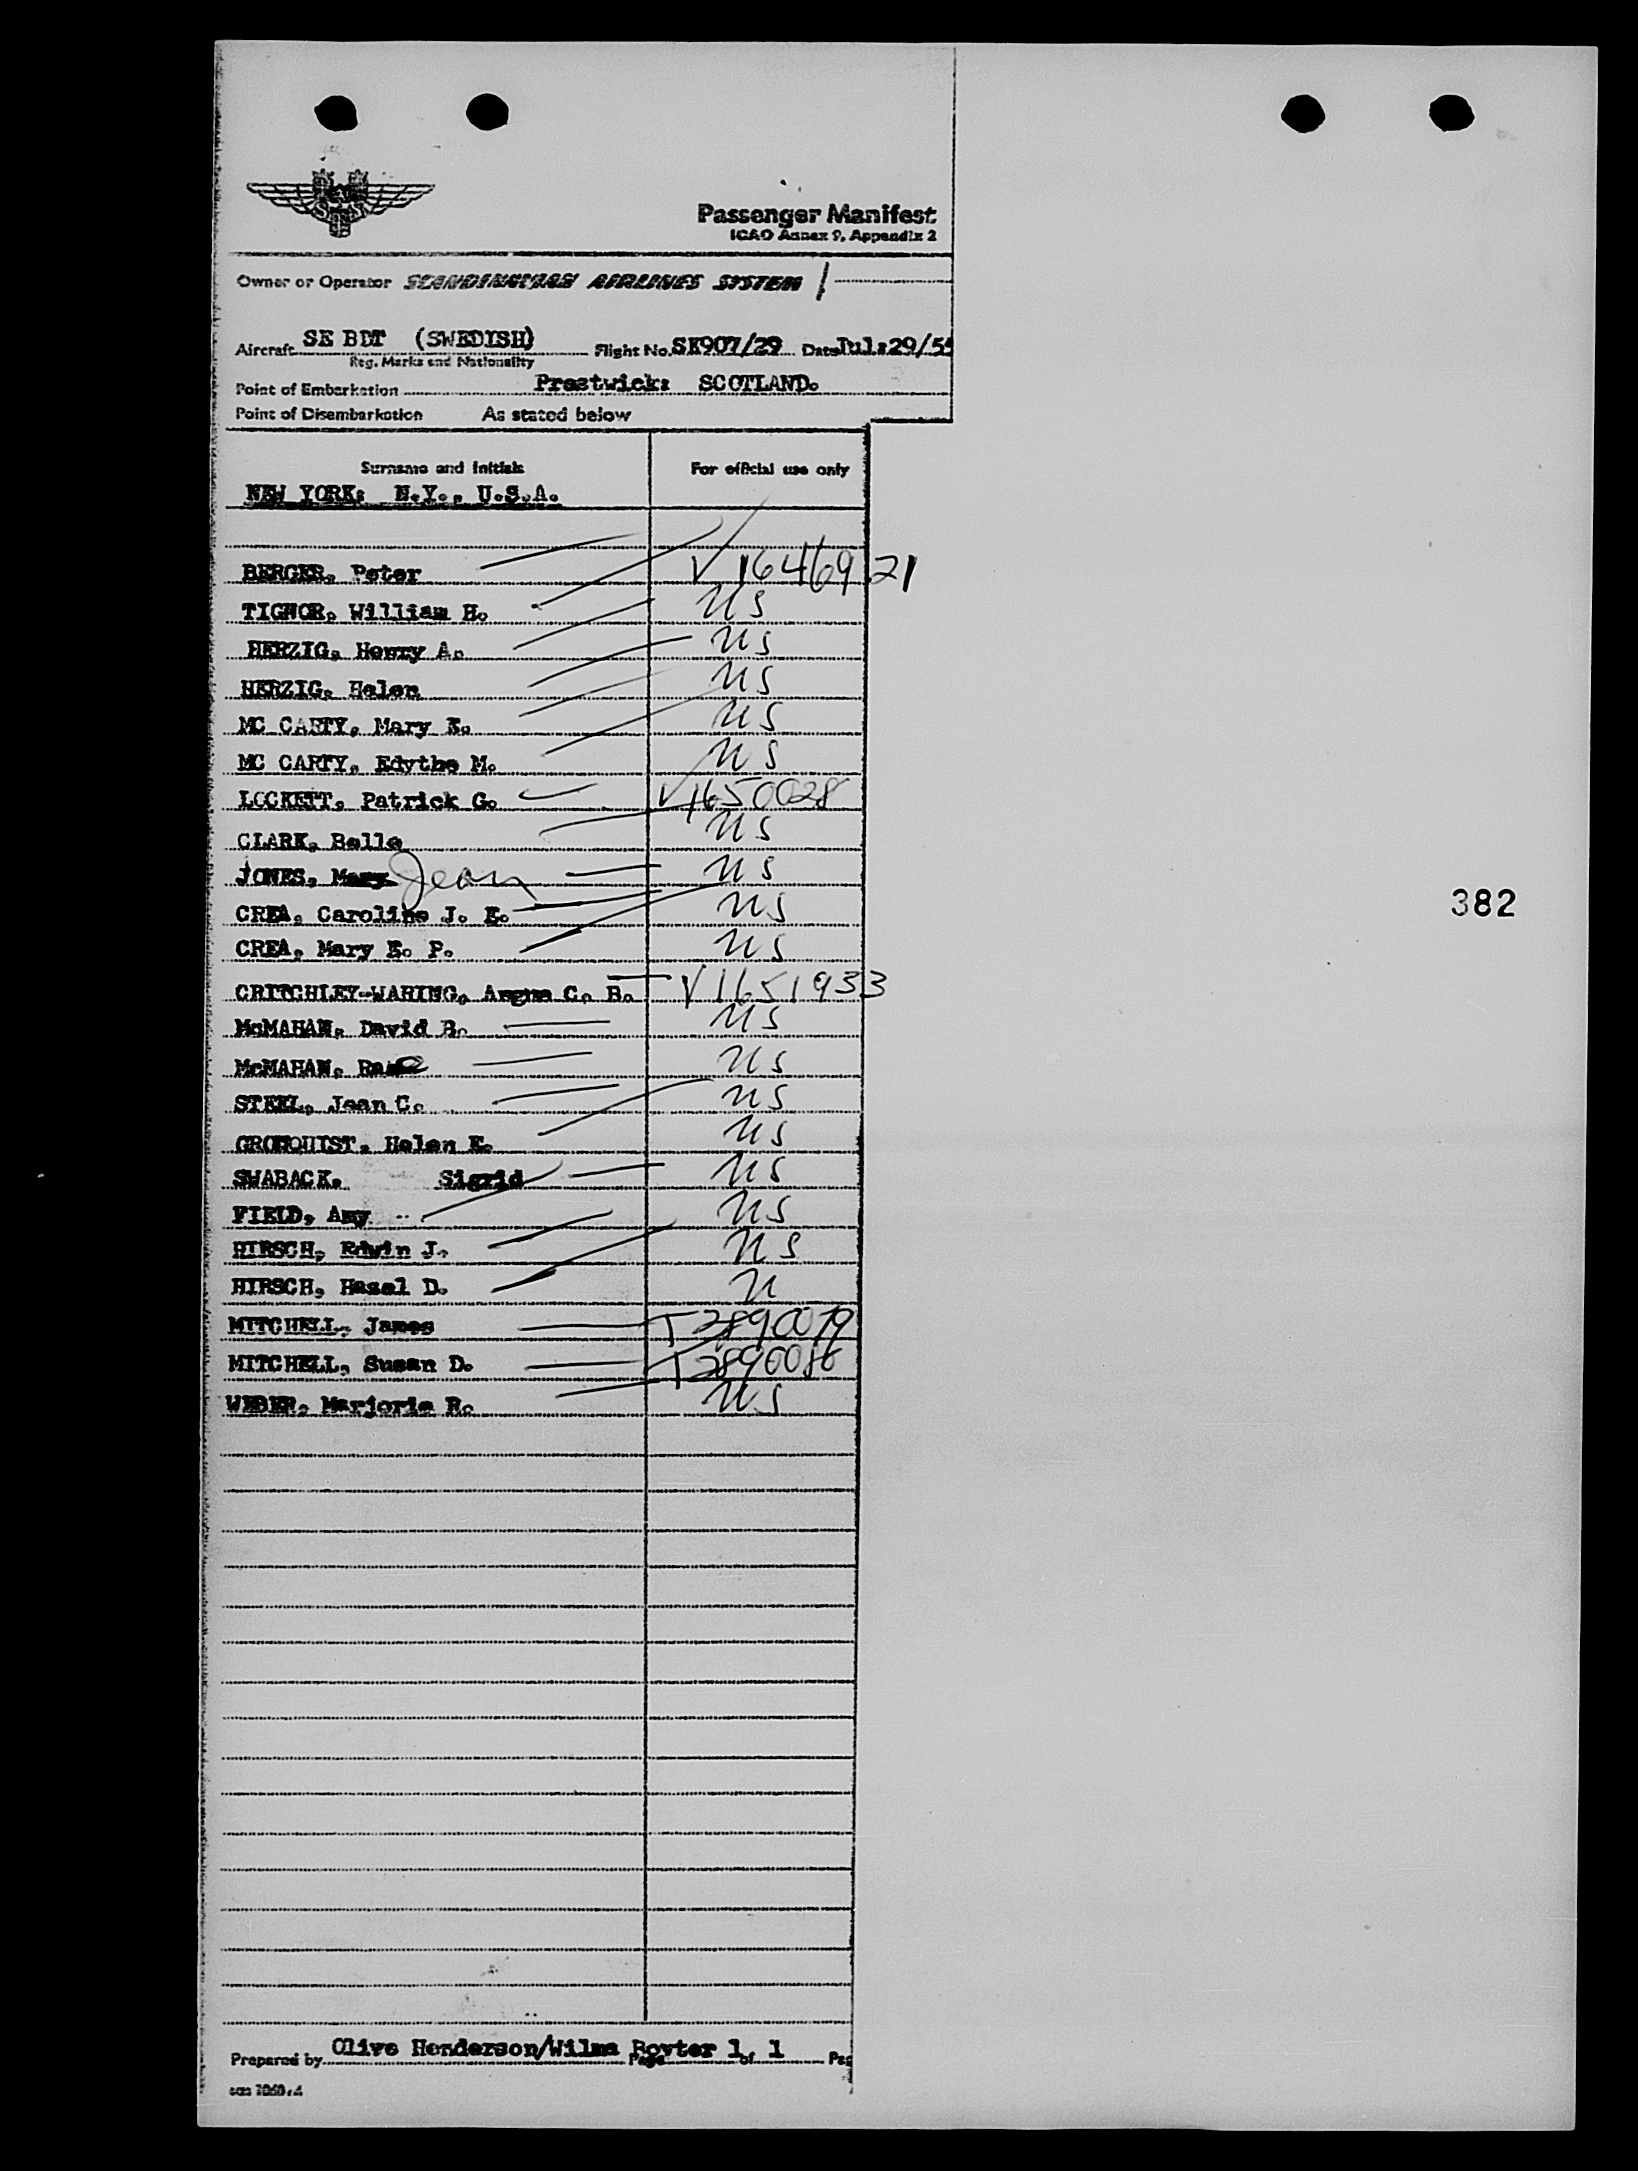 SAS
Passenger Manifest
ICAO Annex 9, Appendix 2
Owner or Operator SCANDINAVIAN AIRLINES SYSTEM
Aircraft SE BDT (SWEDISH) Flight No. SK907/29 Date Jul:29/55
Reg. Marks and Nationality
Point of Embarkation Prestwick: SCOTLAND.
Point of Disembarkation As stated below
Surname and initials For official use only
NEW YORK: N.Y., U.S.A.
BERGER, Peter V1646921
TIGNOR, William H. US
HERZIG, Henry A. US
HERZIG, Helen US
MC CARTY, Mary E. US
MC CARTY, Edythe M. US
LOCKETT, Patrick G. V1650028
CLARK, Belle US
JONES, Mary Jean US
CREA, Caroline J. E. US
CREA, Mary E. P. US
382
CRITCHLEY-WARING, Angus C. B. V1651933
McMAHAN, David B. US
McMAHAN, US
STEEL, Jean C. US
GRONQUIST, Helen E. US
SWABACK, Sigrid US
FIELD, Amy US
HIRSCH, Edwin J. US
HIRSCH, Hazel D. U
MITCHELL, James T2890079
MITCHELL, Susan D. T2890080
WEBER, Marjorie R. US
Prepared by Olive Henderson/Wilma Page 1 of 1